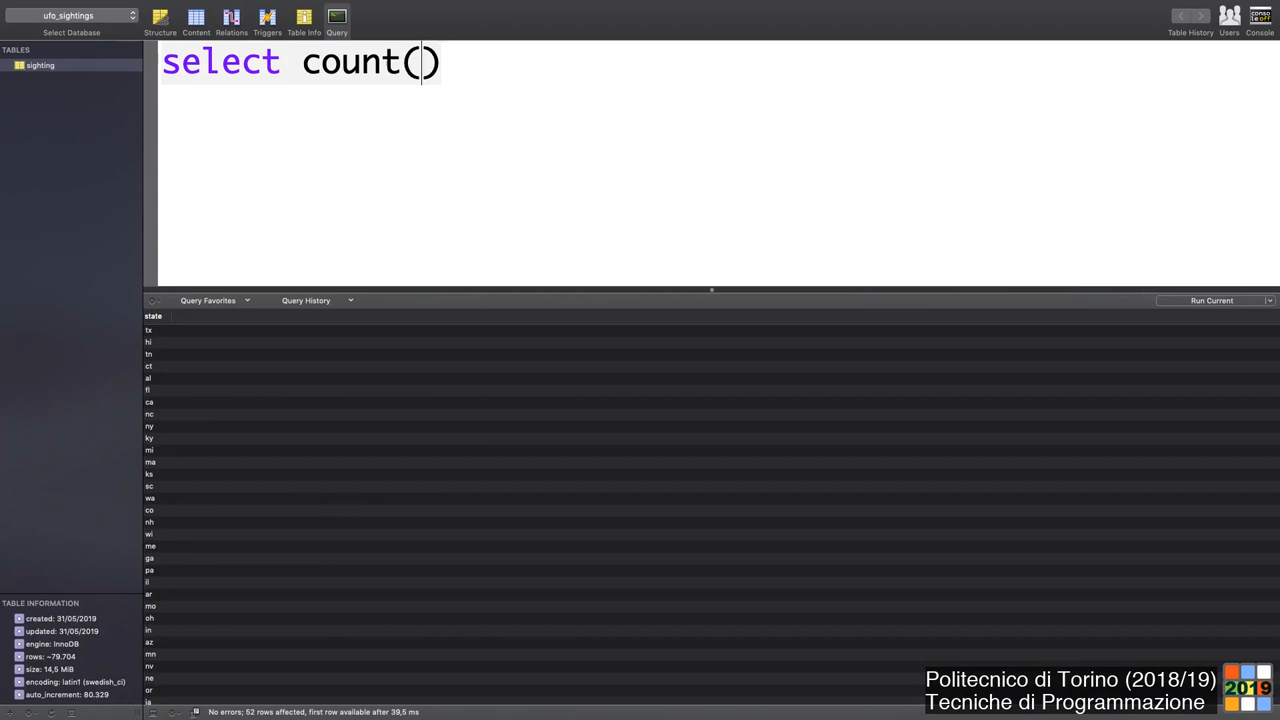 ufo_sightings
Select Database
Structure
Content
Relations
Triggers
Table Info
Query
Table History
Users
conso
le off
Console
TABLES
sighting
select count()
Query Favorites
Query History
Run Current
state
tx
hi
tn
ct
al
fl
ca
nc
ny
ky
mi
ma
ks
sc
wa
co
nh
wi
me
ga
pa
il
ar
mo
oh
in
az
mn
nv
ne
or
ia
TABLE INFORMATION
created: 31/05/2019
updated: 31/05/2019
engine: InnoDB
rows: ~79.704
size: 14,5 MiB
encoding: latin1 (swedish_ci)
auto_increment: 80.329
No errors; 52 rows affected, first row available after 39,5 ms
Politecnico di Torino (2018/19)
Tecniche di Programmazione
2019